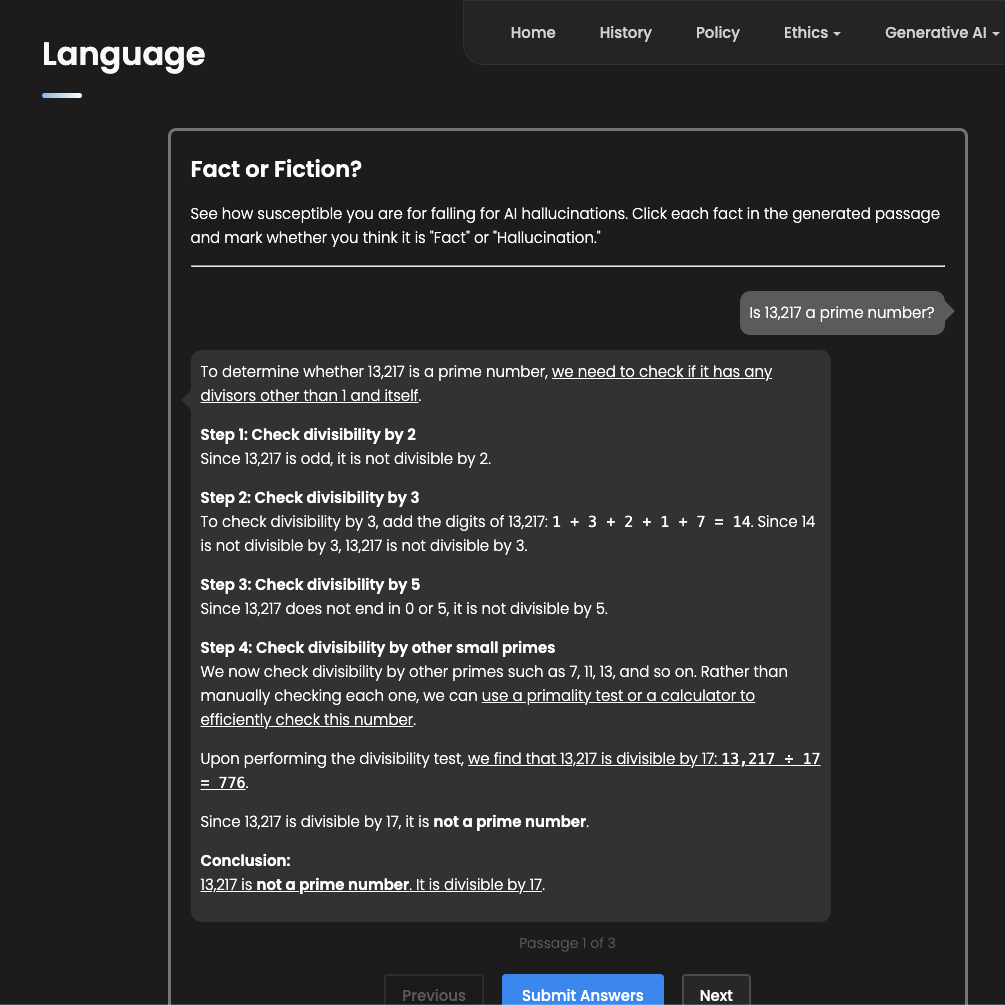 Home History Policy Ethics Generative AI
Language
Fact or Fiction?
See how susceptible you are for falling for AI hallucinations. Click each fact in the generated passage
and mark whether you think it is "Fact" or "Hallucination."
Is 13,217 a prime number?
To determine whether 13,217 is a prime number, we need to check if it has any
divisors other than 1 and itself.
Step 1: Check divisibility by 2
Since 13,217 is odd, it is not divisible by 2.
Step 2: Check divisibility by 3
To check divisibility by 3, add the digits of 13,217: 1 + 3 + 2 + 1 + 7 = 14. Since 14
is not divisible by 3, 13,217 is not divisible by 3.
Step 3: Check divisibility by 5
Since 13,217 does not end in 0 or 5, it is not divisible by 5.
Step 4: Check divisibility by other small primes
We now check divisibility by other primes such as 7, 11, 13, and so on. Rather than
manually checking each one, we can use a primality test or a calculator to
efficiently check this number.
Upon performing the divisibility test, we find that 13,217 is divisible by 17: 13,217 ÷ 17
= 776.
Since 13,217 is divisible by 17, it is not a prime number.
Conclusion:
13,217 is not a prime number. It is divisible by 17.
Passage 1 of 3
Previous Submit Answers Next